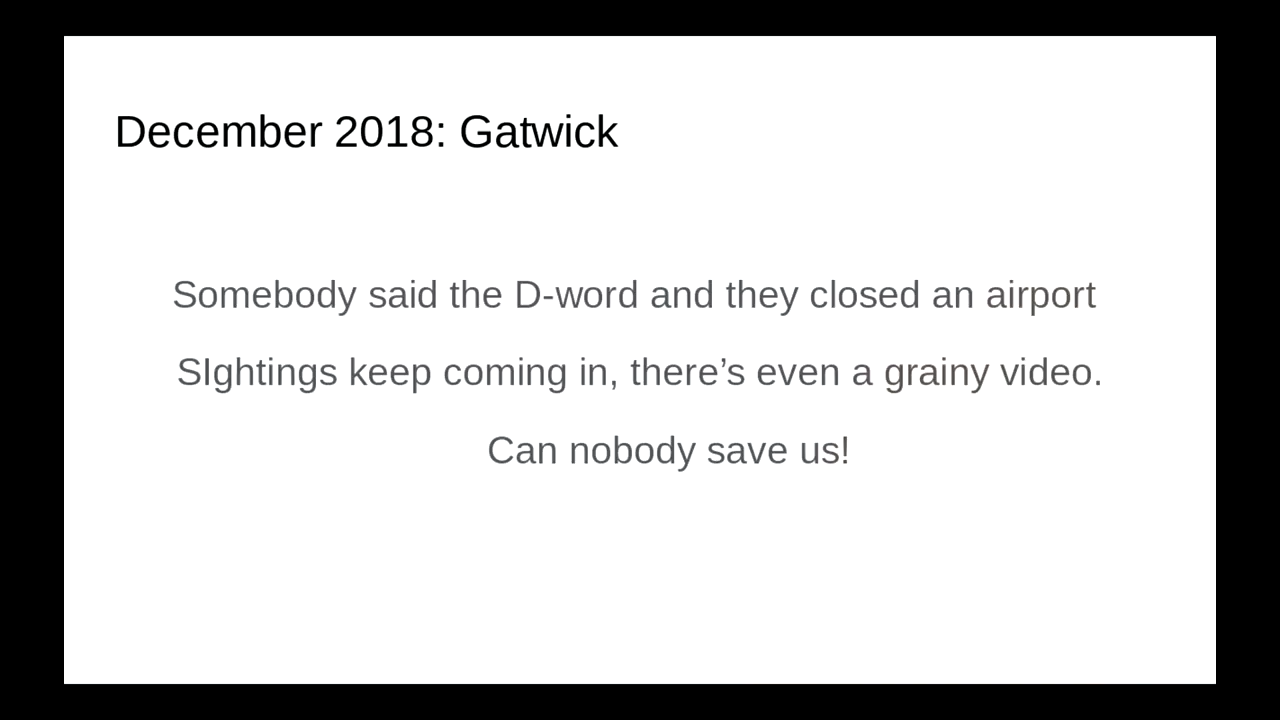 December 2018: Gatwick
Somebody said the D-word and they closed an airport
SIghtings keep coming in, there’s even a grainy video.
Can nobody save us!